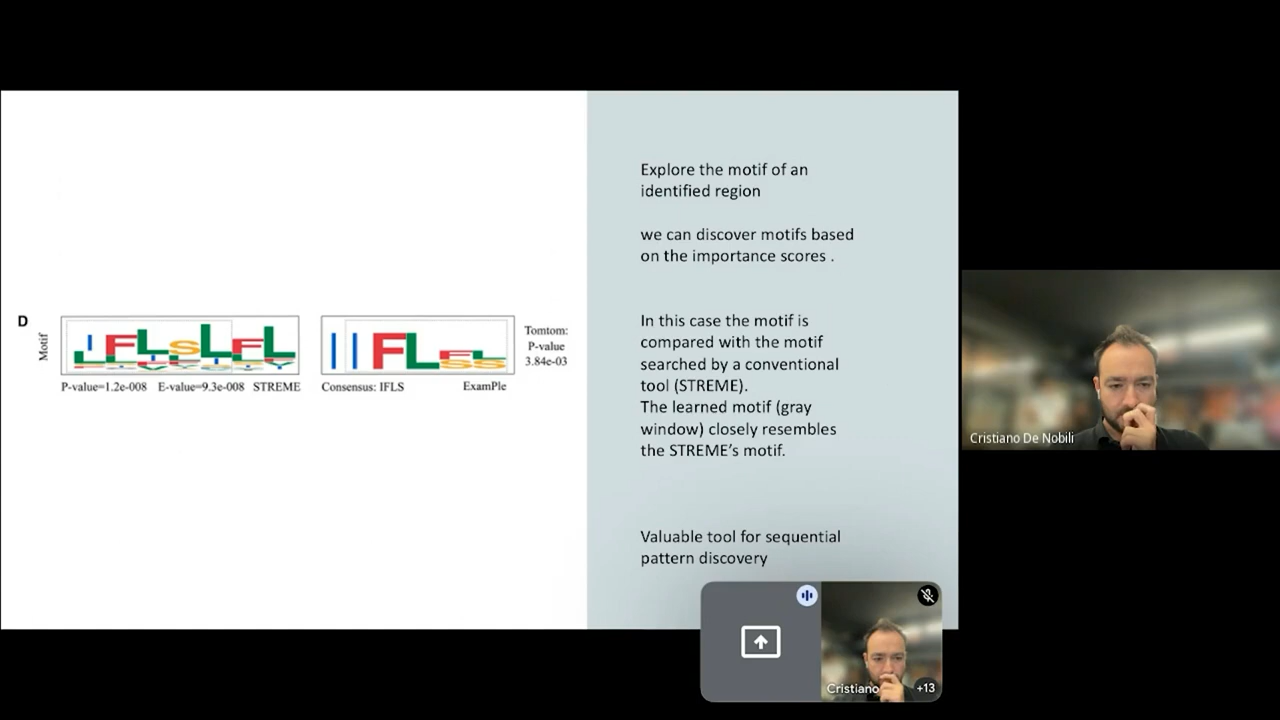 Explore the motif of an
identified region
we can discover motifs based
on the importance scores .
In this case the motif is
compared with the motif
searched by a conventional
tool (STREME).
The learned motif (gray
window) closely resembles
the STREME's motif.
Valuable tool for sequential
pattern discovery
D
Motif
I F L S L F L
P-value=1.2e-008 E-value=9.3e-008 STREME
I I F L F L
S S
Consensus: IFLS ExamPle
Tomtom:
P-value
3.84e-03
Cristiano De Nobili
Cristiano +13